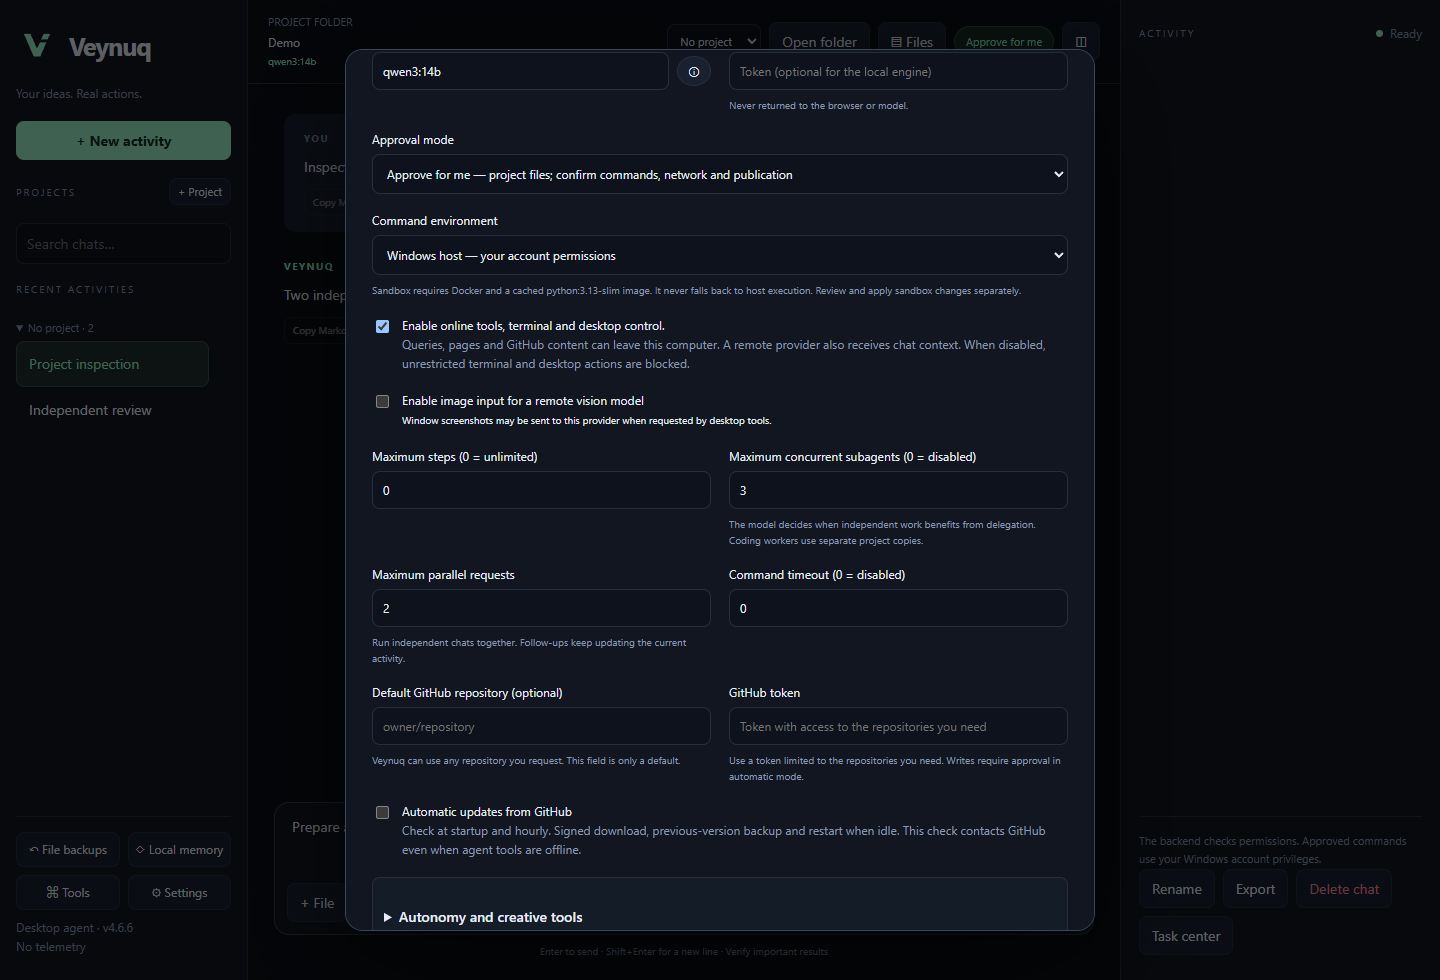 Veynuq
Your ideas. Real actions.
+ New activity
PROJECTS
+ Project
Search chats...
RECENT ACTIVITIES
▼ No project · 2
Project inspection
Independent review
File backups
Local memory
Tools
Settings
Desktop agent · v4.6.6
No telemetry
PROJECT FOLDER
Demo
qwen3:14b
No project
Open folder
Files
Approve for me
YOU
Inspec
Copy M
VEYNUQ
Two indep
Copy Marko
Prepare
+ File
Enter to send · Shift+Enter for a new line · Verify important results
qwen3:14b
Token (optional for the local engine)
Never returned to the browser or model.
Approval mode
Approve for me — project files; confirm commands, network and publication
Command environment
Windows host — your account permissions
Sandbox requires Docker and a cached python:3.13-slim image. It never falls back to host execution. Review and apply sandbox changes separately.
Enable online tools, terminal and desktop control.
Queries, pages and GitHub content can leave this computer. A remote provider also receives chat context. When disabled,
unrestricted terminal and desktop actions are blocked.
Enable image input for a remote vision model
Window screenshots may be sent to this provider when requested by desktop tools.
Maximum steps (0 = unlimited)
0
Maximum concurrent subagents (0 = disabled)
3
The model decides when independent work benefits from delegation.
Coding workers use separate project copies.
Maximum parallel requests
2
Run independent chats together. Follow-ups keep updating the current
activity.
Command timeout (0 = disabled)
0
Default GitHub repository (optional)
owner/repository
Veynuq can use any repository you request. This field is only a default.
GitHub token
Token with access to the repositories you need
Use a token limited to the repositories you need. Writes require approval in
automatic mode.
Automatic updates from GitHub
Check at startup and hourly. Signed download, previous-version backup and restart when idle. This check contacts GitHub
even when agent tools are offline.
▶ Autonomy and creative tools
ACTIVITY
Ready
The backend checks permissions. Approved commands
use your Windows account privileges.
Rename
Export
Delete chat
Task center